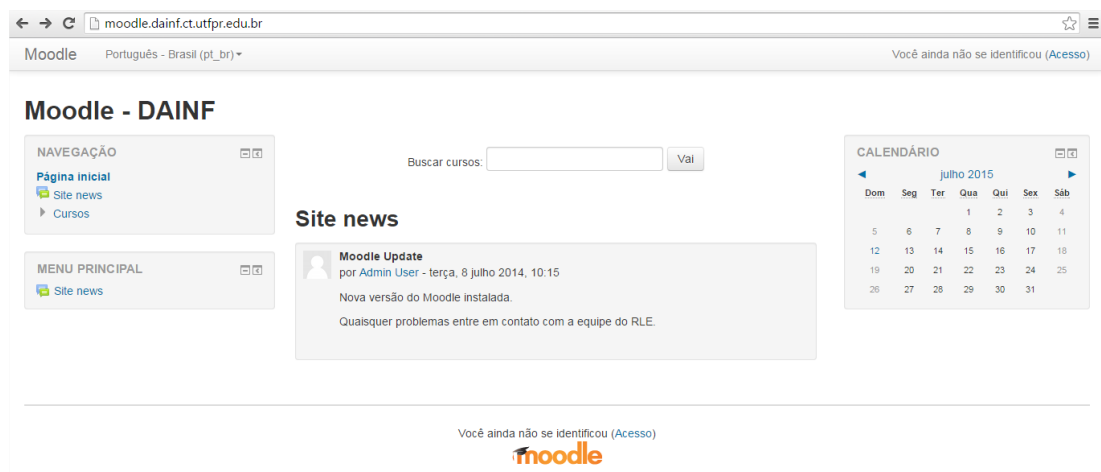 moodle.dainf.ct.utfpr.edu.br
Moodle Português - Brasil (pt_br) Você ainda não se identificou (Acesso)
Moodle - DAINF
NAVEGAÇÃO
Página inicial
Site news
Cursos
MENU PRINCIPAL
Site news
Buscar cursos: Vai
Site news
Moodle Update
por Admin User - terça, 8 julho 2014, 10:15
Nova versão do Moodle instalada.
Quaisquer problemas entre em contato com a equipe do RLE.
CALENDÁRIO
◄ julho 2015 ►
Dom Seg Ter Qua Qui Sex Sáb
1 2 3 4
5 6 7 8 9 10 11
12 13 14 15 16 17 18
19 20 21 22 23 24 25
26 27 28 29 30 31
Você ainda não se identificou (Acesso)
moodle